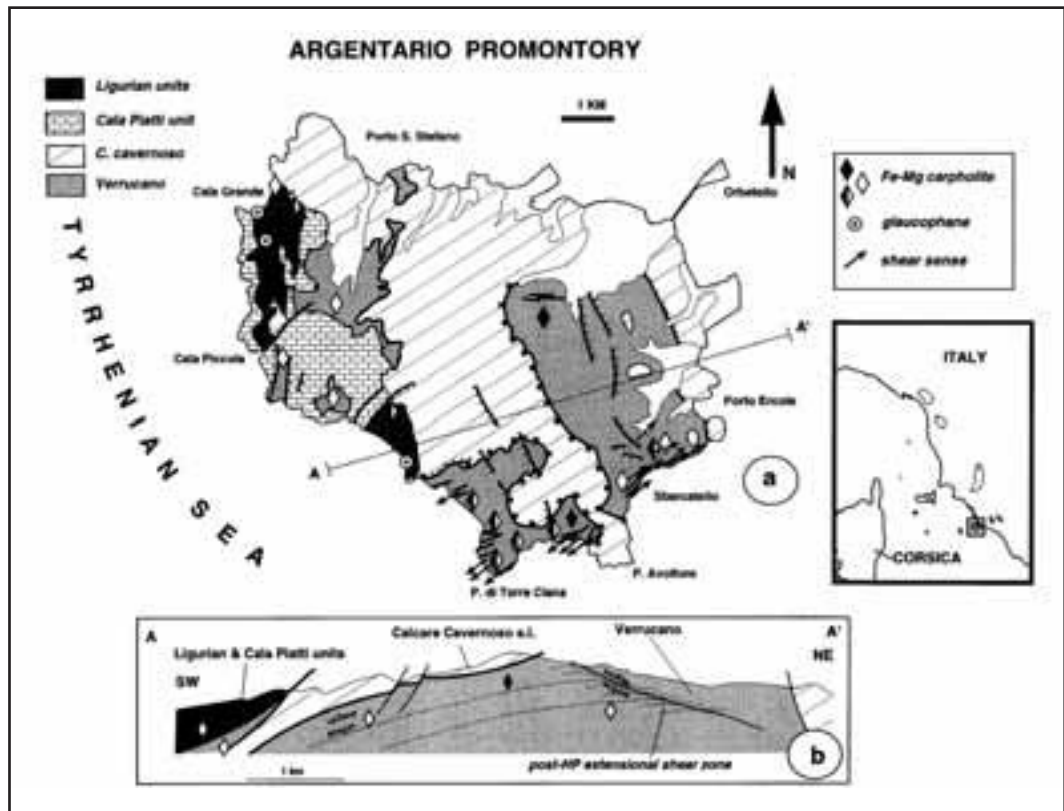 ARGENTARIO PROMONTORY
Ligurian units
Cala Piatti unit
C. cavernoso
Verrucano
1 KM
N
Fe-Mg carpholite
glaucophane
shear sense
Porto S. Stefano
Orbetello
Cala Grande
Cala Piccola
TYRRHENIAN SEA
A
A'
Porto Ercole
Sbarcatello
P. Avoltore
P. di Torre Ciana
a
ITALY
CORSICA
A
A'
Calcare Cavernoso s.l.
Verrucano
Ligurian & Cala Piatti units
SW
NE
post-HP extensional shear zone
1 km
b